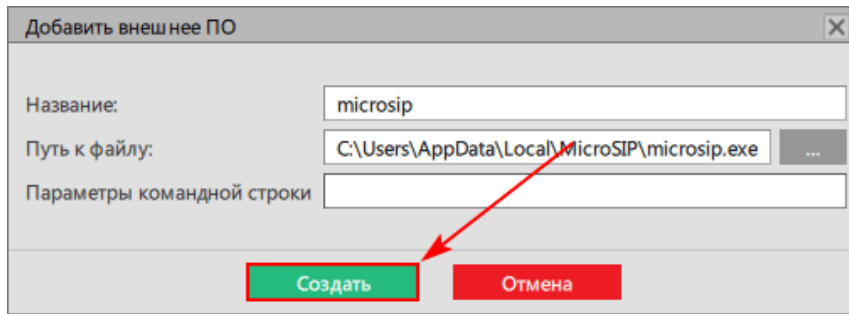 Добавить внешнее ПО
Название: microsip
Путь к файлу: C:\Users\AppData\Local\MicroSIP\microsip.exe ...
Параметры командной строки
Создать Отмена